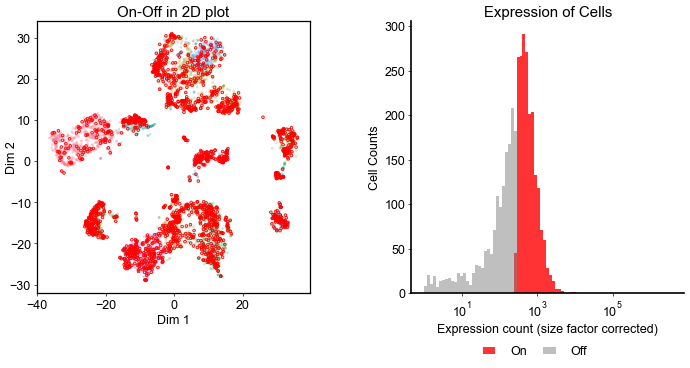 On-Off in 2D plot
Dim 2
30
20
10
0
−10
−20
−30
−40
−20
0
20
Dim 1
Expression of Cells
Cell Counts
300
250
200
150
100
50
0
10^1
10^3
10^5
Expression count (size factor corrected)
On
Off